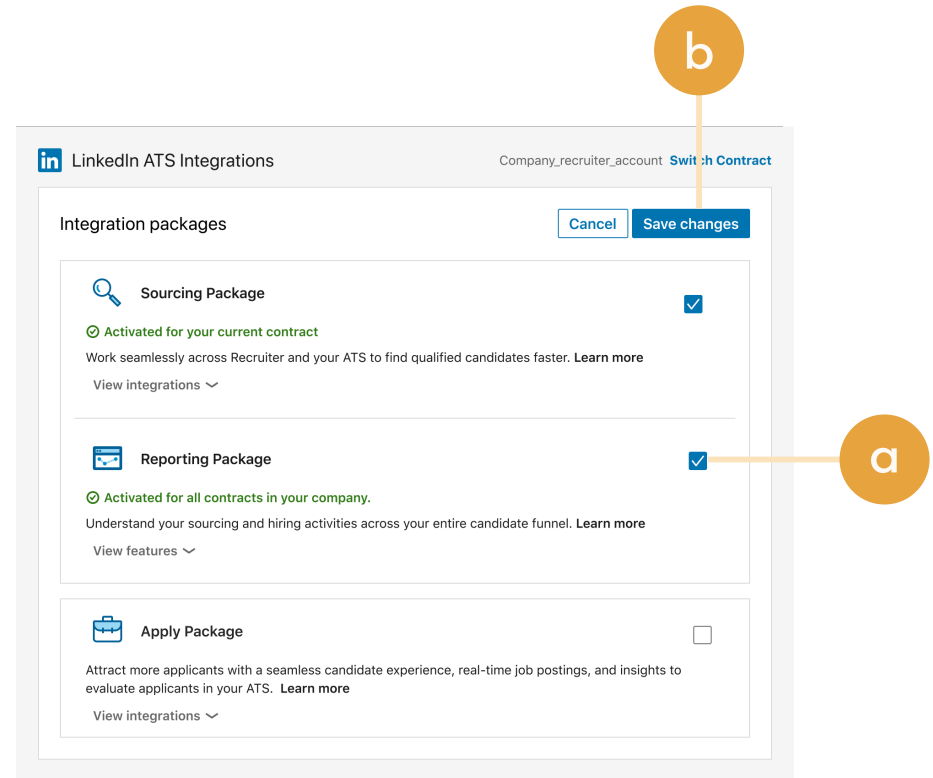 b
in LinkedIn ATS Integrations
Company_recruiter_account Switch Contract
Integration packages
Cancel
Save changes
Sourcing Package
Activated for your current contract
Work seamlessly across Recruiter and your ATS to find qualified candidates faster. Learn more
View integrations
Reporting Package
a
Activated for all contracts in your company.
Understand your sourcing and hiring activities across your entire candidate funnel. Learn more
View features
Apply Package
Attract more applicants with a seamless candidate experience, real-time job postings, and insights to
evaluate applicants in your ATS. Learn more
View integrations